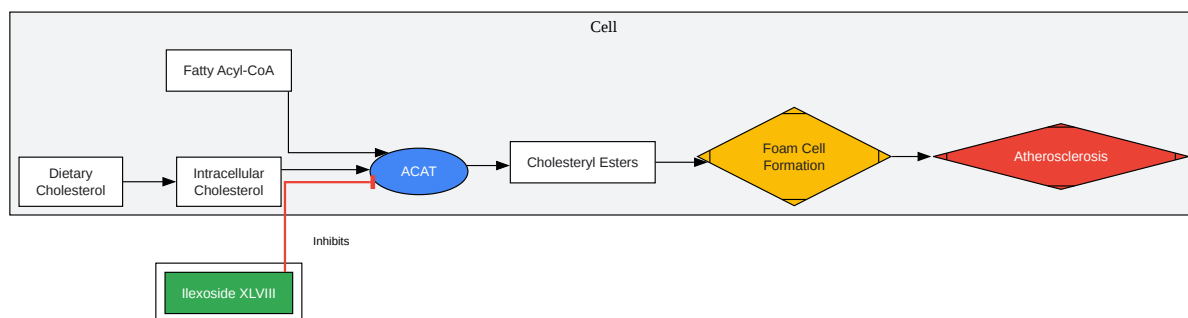 Cell
Fatty Acyl-CoA
Dietary
Cholesterol
Intracellular
Cholesterol
ACAT
Cholesteryl Esters
Foam Cell
Formation
Atherosclerosis
Inhibits
Ilexoside XLVIII